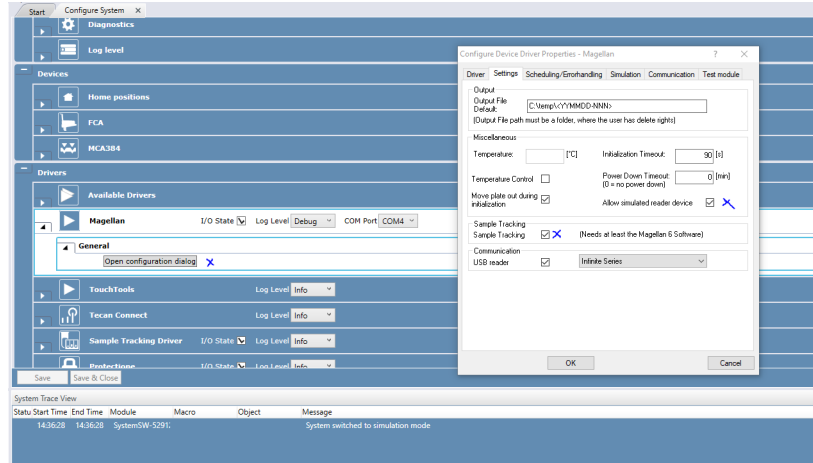 Start Configure System X
Diagnostics
Log level
Devices
Home positions
FCA
MCA384
Drivers
Available Drivers
Magellan I/O State Log Level Debug COM Port COM4
General
Open configuration dialog
TouchTools Log Level Info
Tecan Connect Log Level Info
Sample Tracking Driver I/O State Log Level Info
I/O State Log Level Info
Save Save & Close
System Trace View
Statu Start Time End Time Module Macro Object Message
14:36:28 14:36:28 SystemSW-5291: System switched to simulation mode
Configure Device Driver Properties - Magellan ? X
Driver Settings Scheduling/Errorhandling Simulation Communication Test module
Output
Output File
Default: C:\temp\<YYMMDD-NNN>
(Output File path must be a folder, where the user has delete rights)
Miscellaneous
Temperature: [°C] Initialization Timeout: 90 [s]
Temperature Control Power Down Timeout: 0 [min]
(0 = no power down)
Move plate out during
initialization Allow simulated reader device
Sample Tracking
Sample Tracking (Needs at least the Magellan 6 Software)
Communication
USB reader Infinite Series
OK Cancel